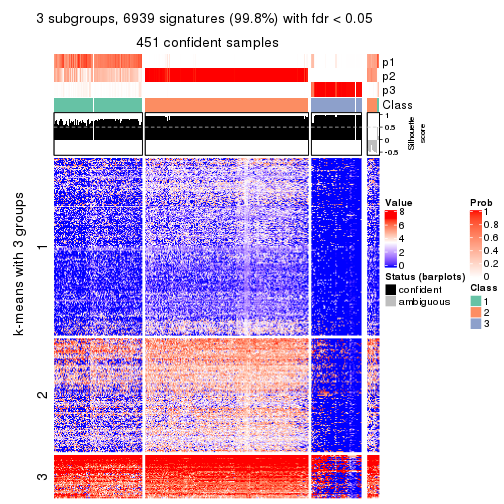 3 subgroups, 6939 signatures (99.8%) with fdr < 0.05
451 confident samples
p1
p2
p3
Class
1
0.5
0
-0.5
Silhouette
score
k-means with 3 groups
1
2
3
Value
8
6
4
2
0
Status (barplots)
confident
ambiguous
Prob
1
0.8
0.6
0.4
0.2
0
Class
1
2
3